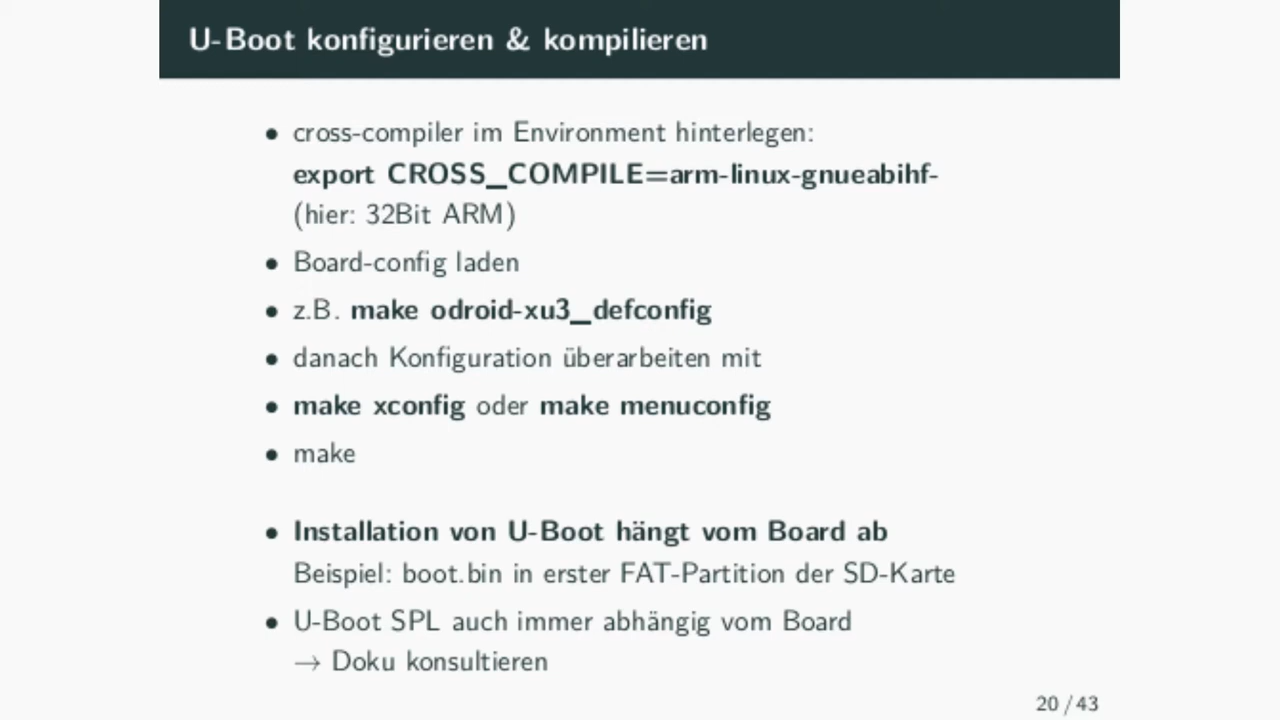 U-Boot konfigurieren & kompilieren
• cross-compiler im Environment hinterlegen:
export CROSS_COMPILE=arm-linux-gnueabihf-
(hier: 32Bit ARM)
• Board-config laden
• z.B. make odroid-xu3_defconfig
• danach Konfiguration überarbeiten mit
• make xconfig oder make menuconfig
• make
• Installation von U-Boot hängt vom Board ab
Beispiel: boot.bin in erster FAT-Partition der SD-Karte
• U-Boot SPL auch immer abhängig vom Board
→ Doku konsultieren
20 / 43